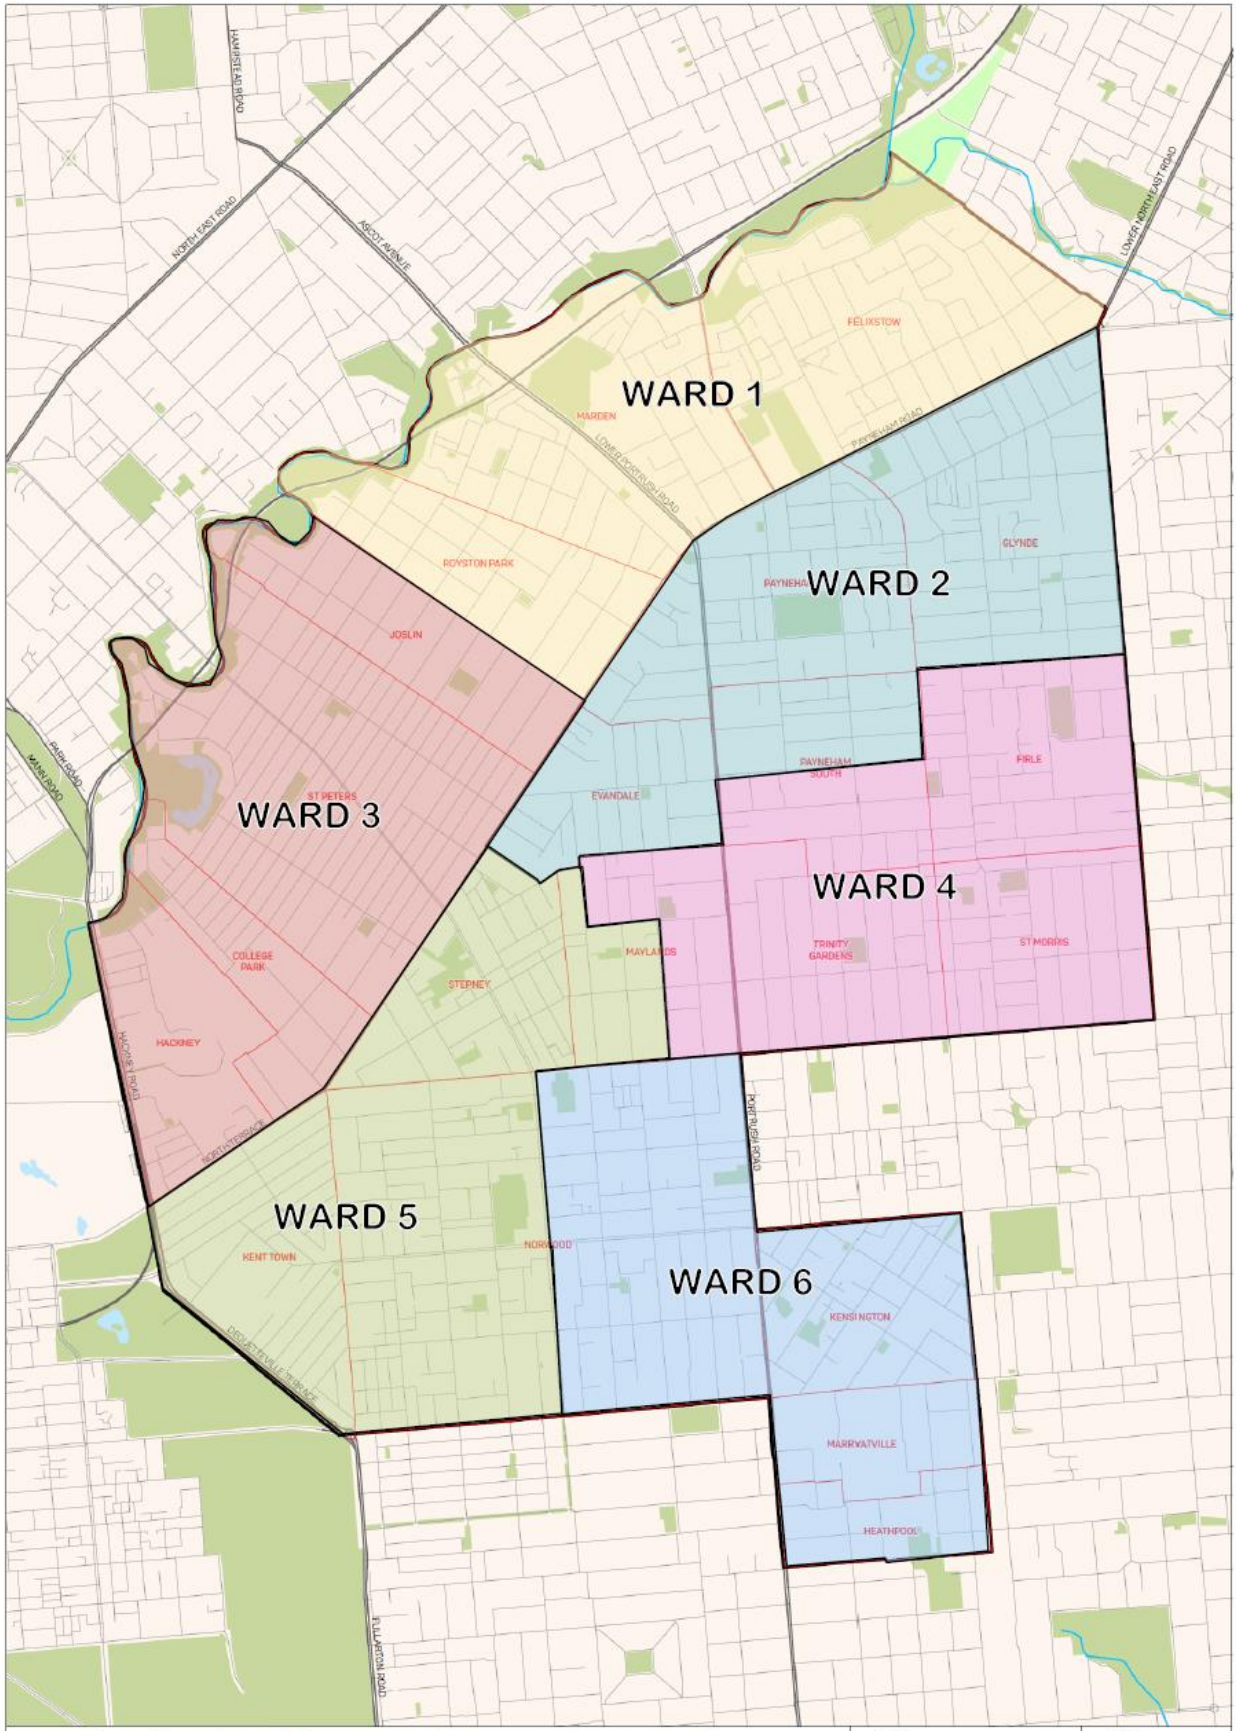 HAMPSTEAD ROAD
NORTH EAST ROAD
ASCOT AVENUE
LOWER NORTH EAST ROAD
FELIXSTOW
WARD 1
MARDEN
PAYNEHAM ROAD
LOWER PORTRUSH ROAD
ROYSTON PARK
GLYNDE
PAYNEHA
WARD 2
JOSLIN
PARK ROAD
MANN ROAD
PAYNEHAM
SOUTH
FIRLE
EVANDALE
ST PETERS
WARD 3
WARD 4
TRINITY
GARDENS
ST MORRIS
MAYLANDS
COLLEGE
PARK
STEPNEY
HACKNEY
HACKNEY ROAD
NORTH TERRACE
PORTRUSH ROAD
WARD 5
KENT TOWN
NORWOOD
WARD 6
KENSINGTON
DEQUETTEVILLE TERRACE
MARRYATVILLE
HEATHPOOL
FULLARTON ROAD